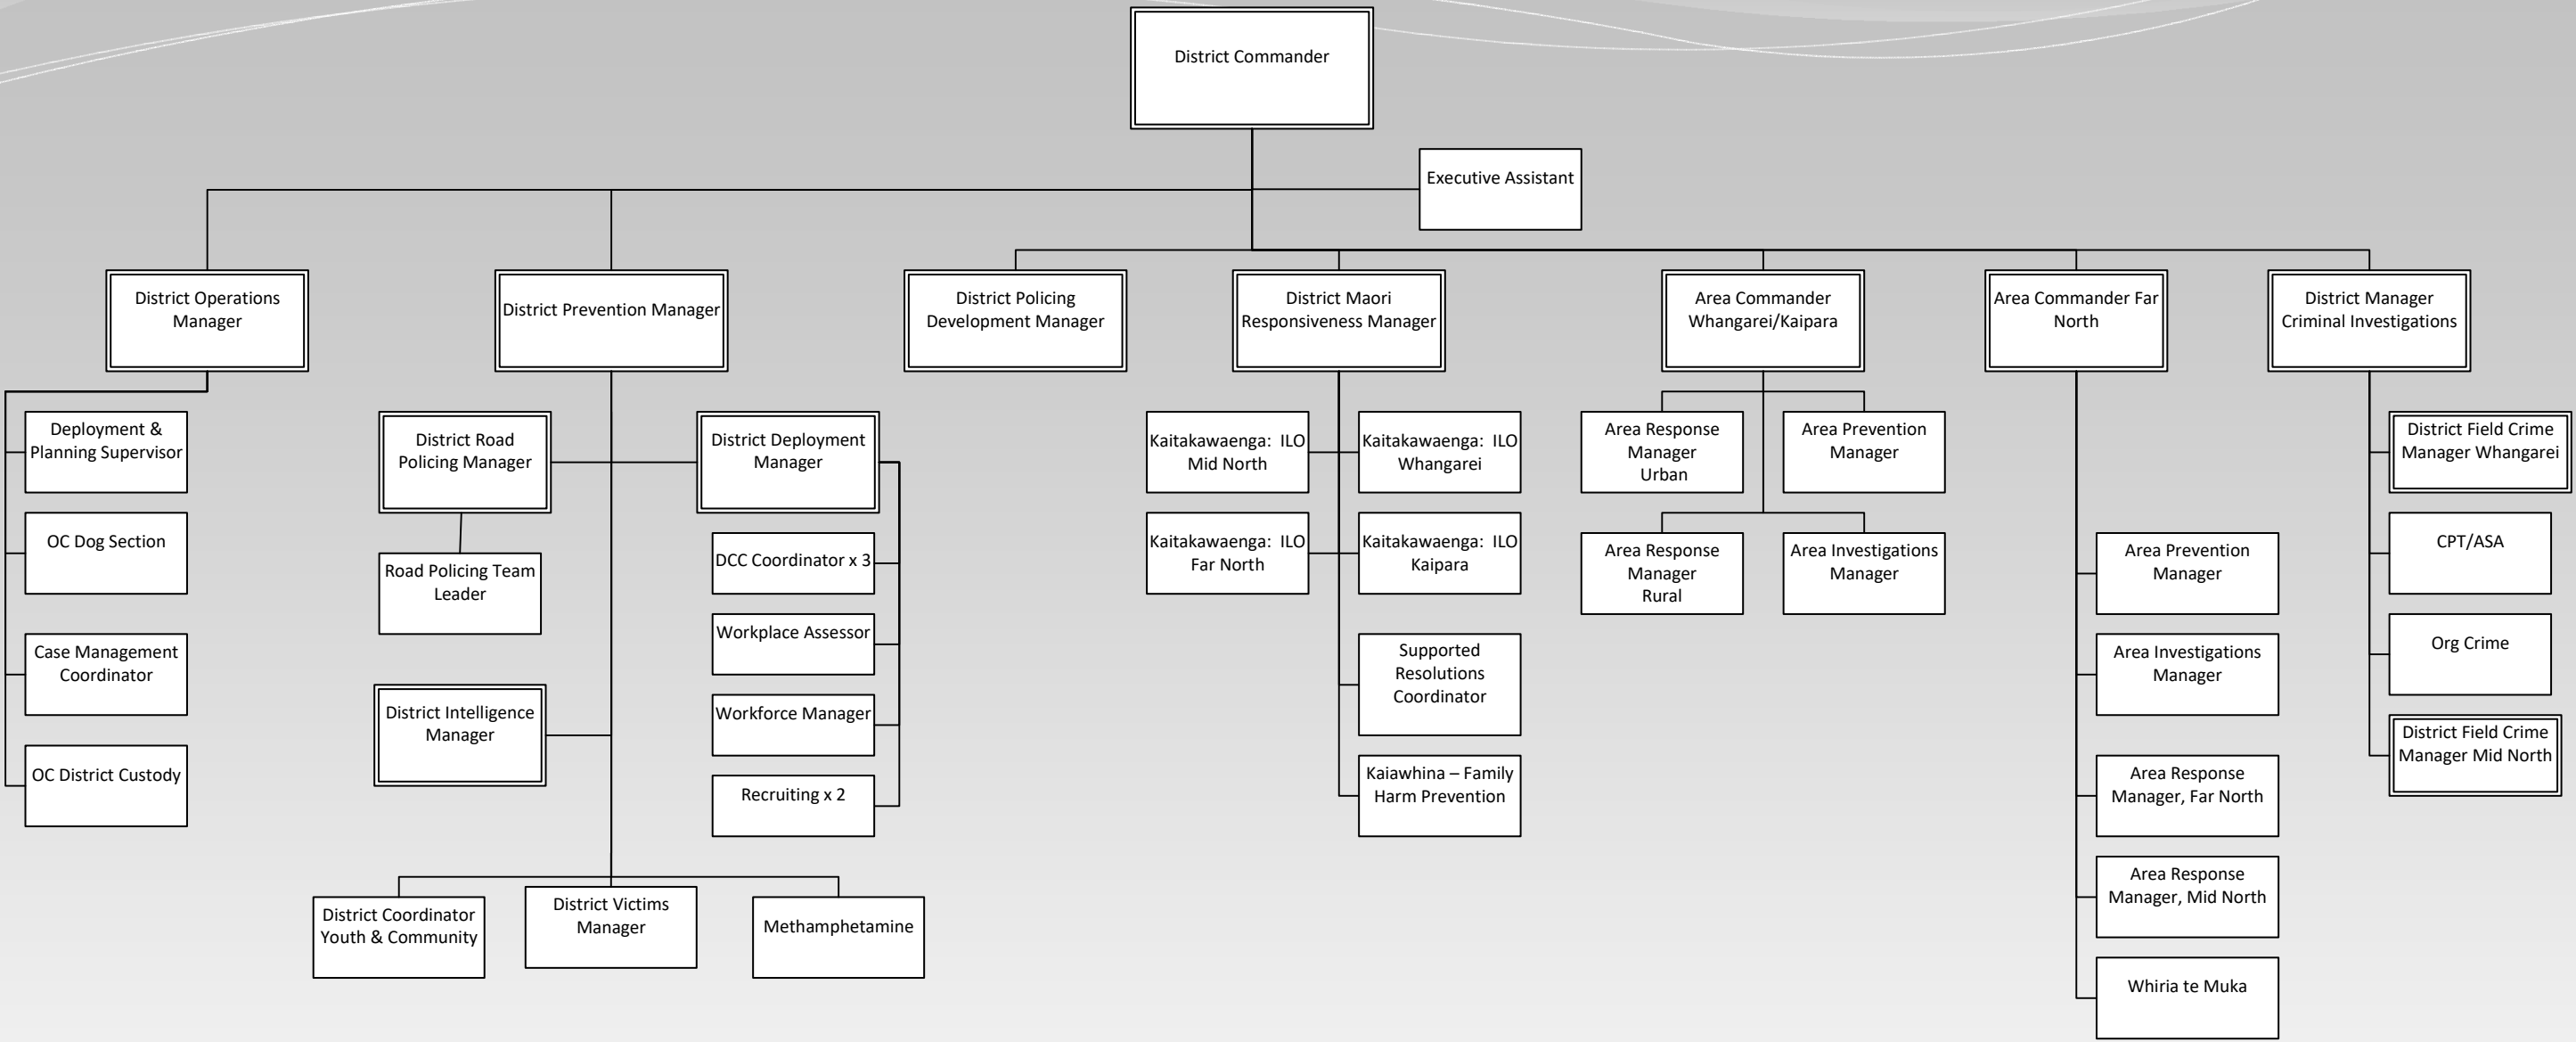 District Commander
Executive Assistant
District Operations
Manager
District Prevention Manager
District Policing
Development Manager
District Maori
Responsiveness Manager
Area Commander
Whangarei/Kaipara
Area Commander Far
North
District Manager
Criminal Investigations
Deployment &
Planning Supervisor
OC Dog Section
Case Management
Coordinator
OC District Custody
District Road
Policing Manager
Road Policing Team
Leader
District Intelligence
Manager
District Deployment
Manager
DCC Coordinator x 3
Workplace Assessor
Workforce Manager
Recruiting x 2
District Coordinator
Youth & Community
District Victims
Manager
Methamphetamine
Kaitakawaenga:  ILO
Mid North
Kaitakawaenga:  ILO
Whangarei
Kaitakawaenga:  ILO
Far North
Kaitakawaenga:  ILO
Kaipara
Supported
Resolutions
Coordinator
Kaiawhina – Family
Harm Prevention
Area Response
Manager
Urban
Area Prevention
Manager
Area Response
Manager
Rural
Area Investigations
Manager
Area Prevention
Manager
Area Investigations
Manager
Area Response
Manager, Far North
Area Response
Manager, Mid North
Whiria te Muka
District Field Crime
Manager Whangarei
CPT/ASA
Org Crime
District Field Crime
Manager Mid North